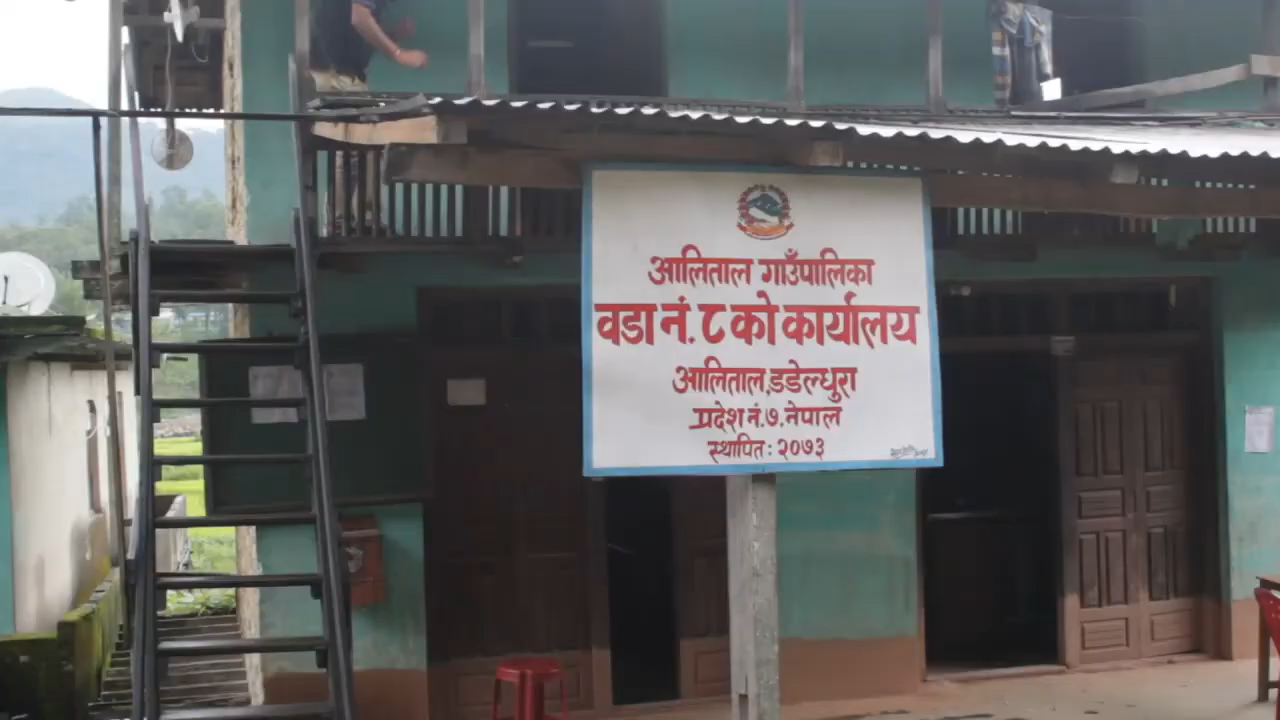 आलिताल गाउँपालिका
वडा नं. ८ को कार्यालय
आलिताल,डडेल्धुरा
प्रदेश नं.७.नेपाल
स्थापित : २०७३